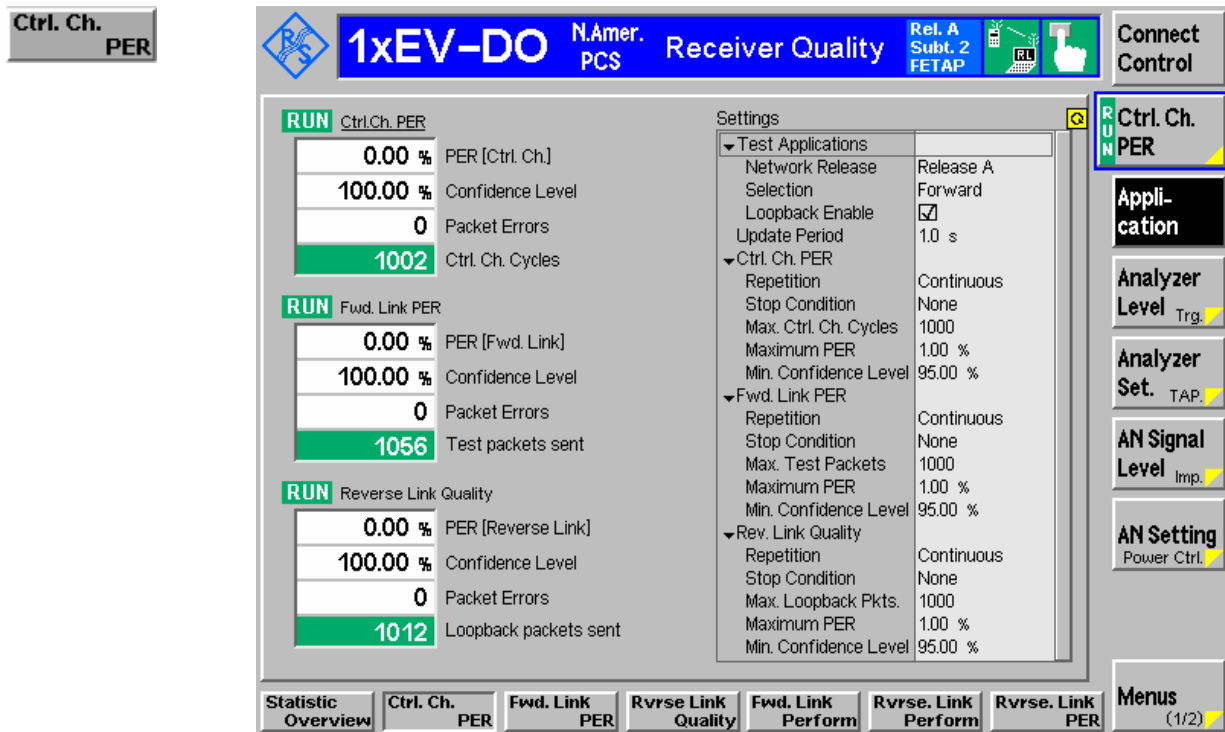 Ctrl. Ch.
PER
R&S
1xEV-DO
N.Amer.
PCS
Receiver Quality
Rel. A
Subt. 2
FETAP
RL
Connect
Control
RUN Ctrl.Ch. PER
0.00 % PER [Ctrl. Ch.]
100.00 % Confidence Level
0 Packet Errors
1002 Ctrl. Ch. Cycles
RUN Fwd. Link PER
0.00 % PER [Fwd. Link]
100.00 % Confidence Level
0 Packet Errors
1056 Test packets sent
RUN Reverse Link Quality
0.00 % PER [Reverse Link]
100.00 % Confidence Level
0 Packet Errors
1012 Loopback packets sent
Settings
Test Applications
Network Release Release A
Selection Forward
Loopback Enable
Update Period 1.0 s
Ctrl. Ch. PER
Repetition Continuous
Stop Condition None
Max. Ctrl. Ch. Cycles 1000
Maximum PER 1.00 %
Min. Confidence Level 95.00 %
Fwd. Link PER
Repetition Continuous
Stop Condition None
Max. Test Packets 1000
Maximum PER 1.00 %
Min. Confidence Level 95.00 %
Rev. Link Quality
Repetition Continuous
Stop Condition None
Max. Loopback Pkts. 1000
Maximum PER 1.00 %
Min. Confidence Level 95.00 %
RUN
Ctrl. Ch.
PER
Appli-
cation
Analyzer
Level Trg.
Analyzer
Set. TAP.
AN Signal
Level Imp.
AN Setting
Power Ctrl.
Menus
(1/2)
Statistic
Overview
Ctrl. Ch.
PER
Fwd. Link
PER
Rvrse Link
Quality
Fwd. Link
Perform
Rvrse. Link
Perform
Rvrse. Link
PER